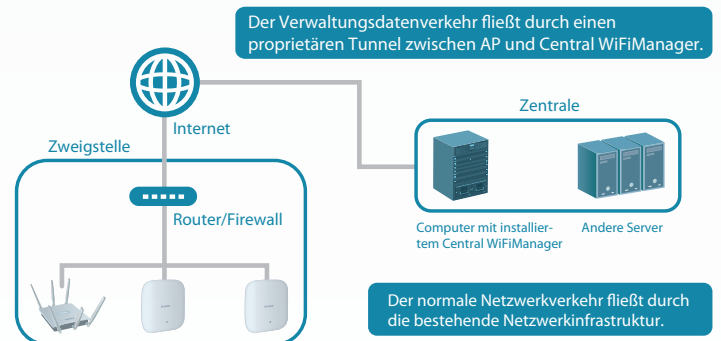 Der Verwaltungsdatenverkehr fließt durch einen
proprietären Tunnel zwischen AP und Central WiFiManager.
Zentrale
Internet
Zweigstelle
Router/Firewall
Computer mit installier-
tem Central WiFiManager
Andere Server
Der normale Netzwerkverkehr fließt durch
die bestehende Netzwerkinfrastruktur.